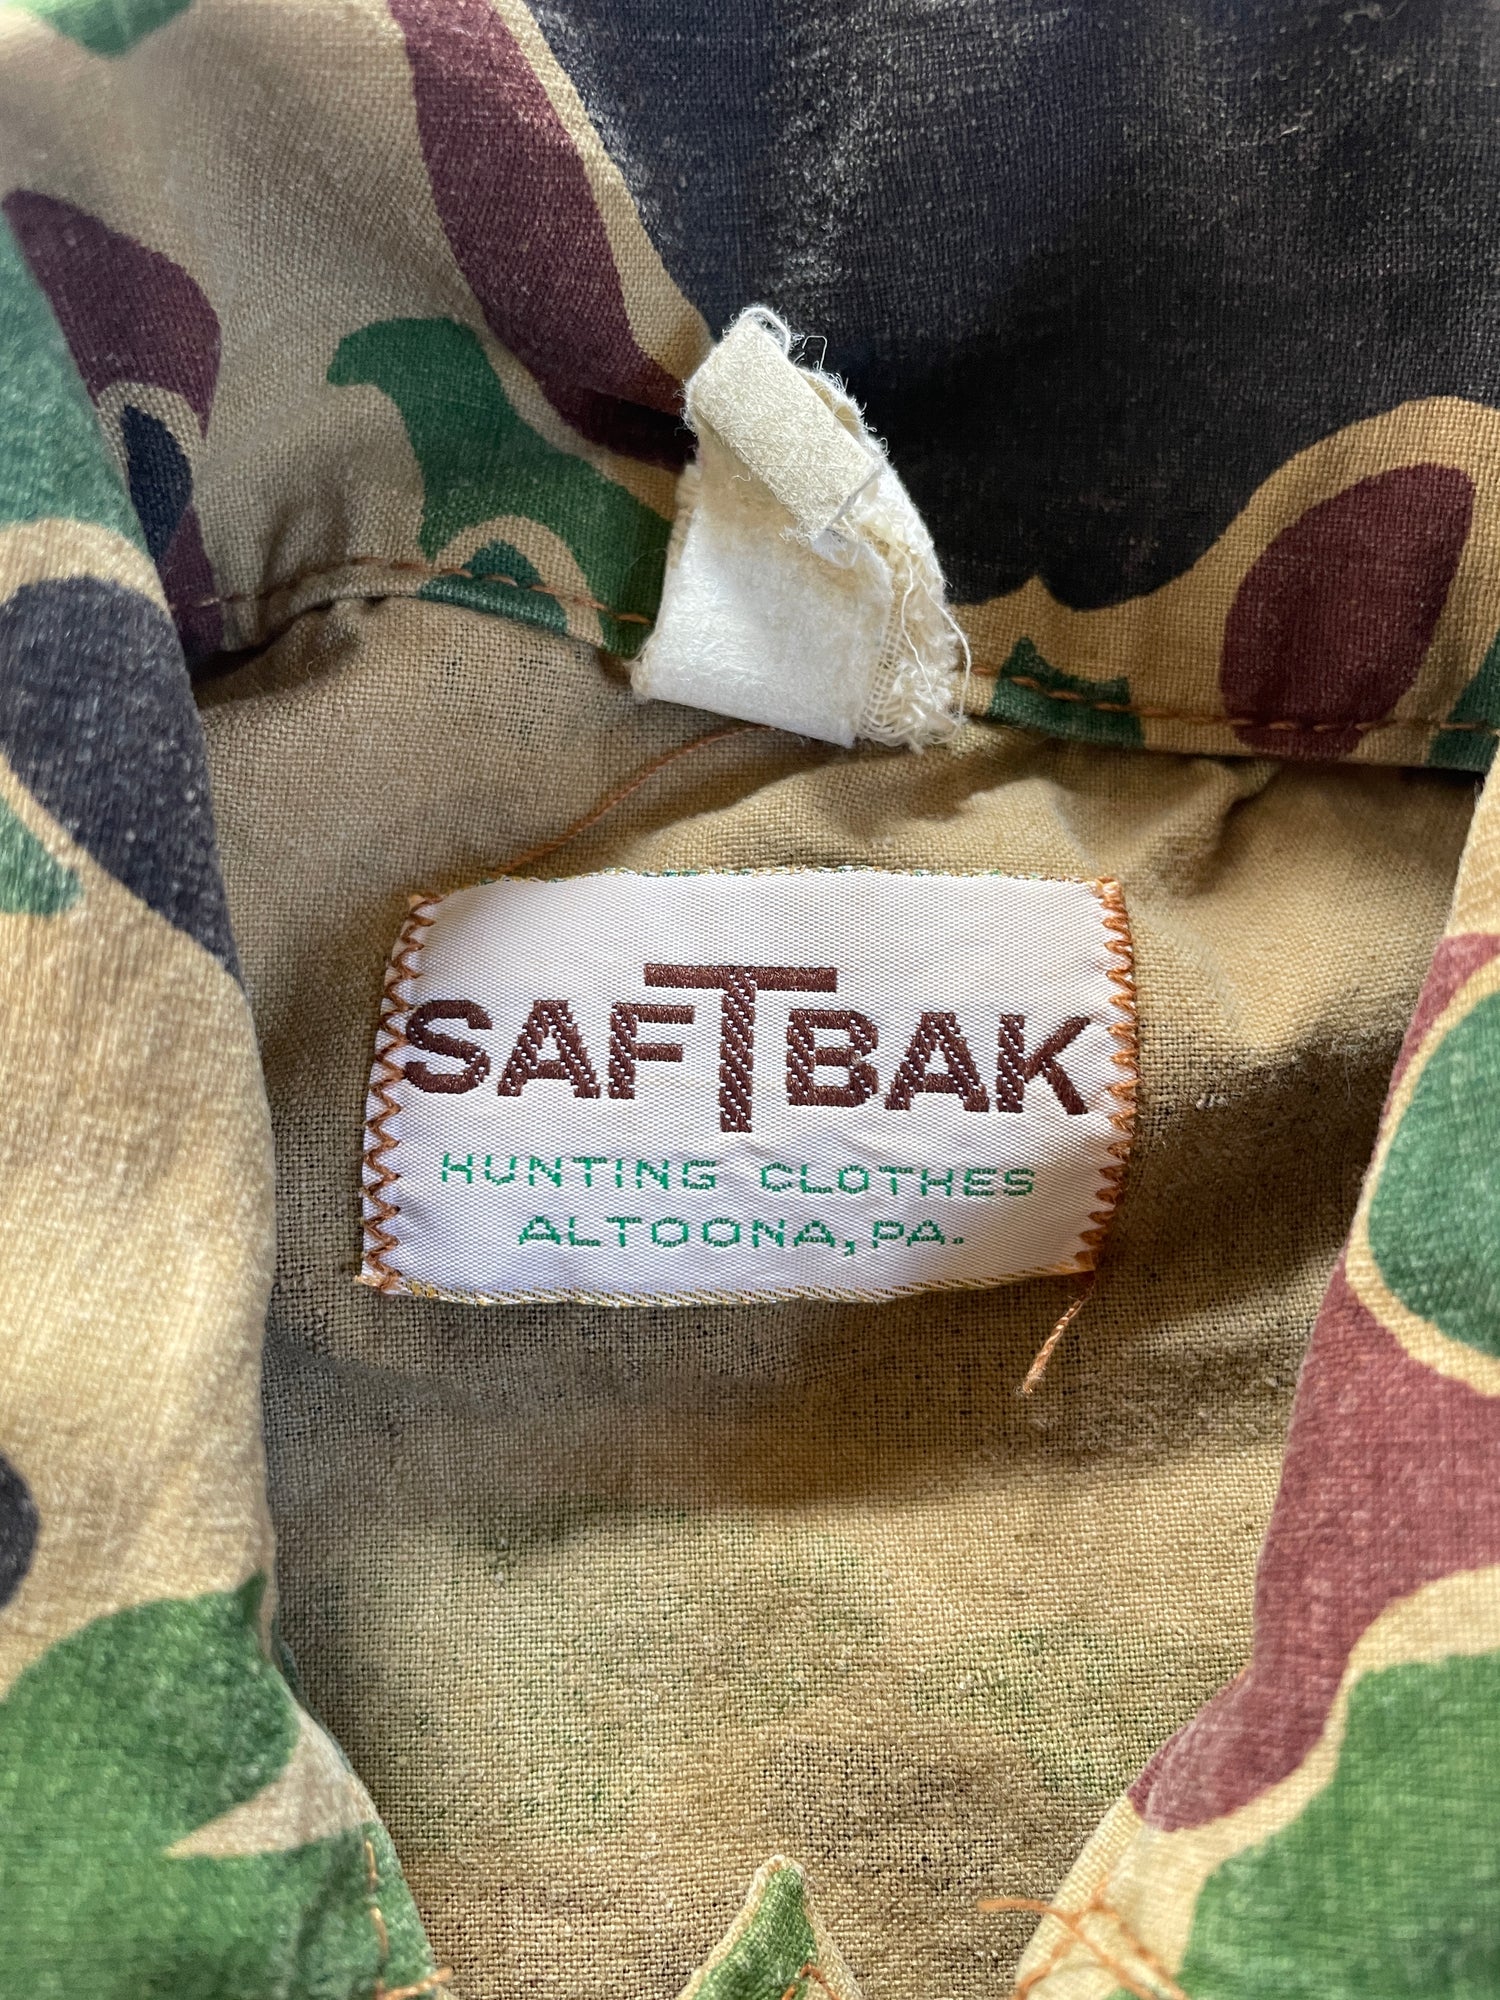 SAFTBAK
HUNTING CLOTHES
ALTOONA, PA.